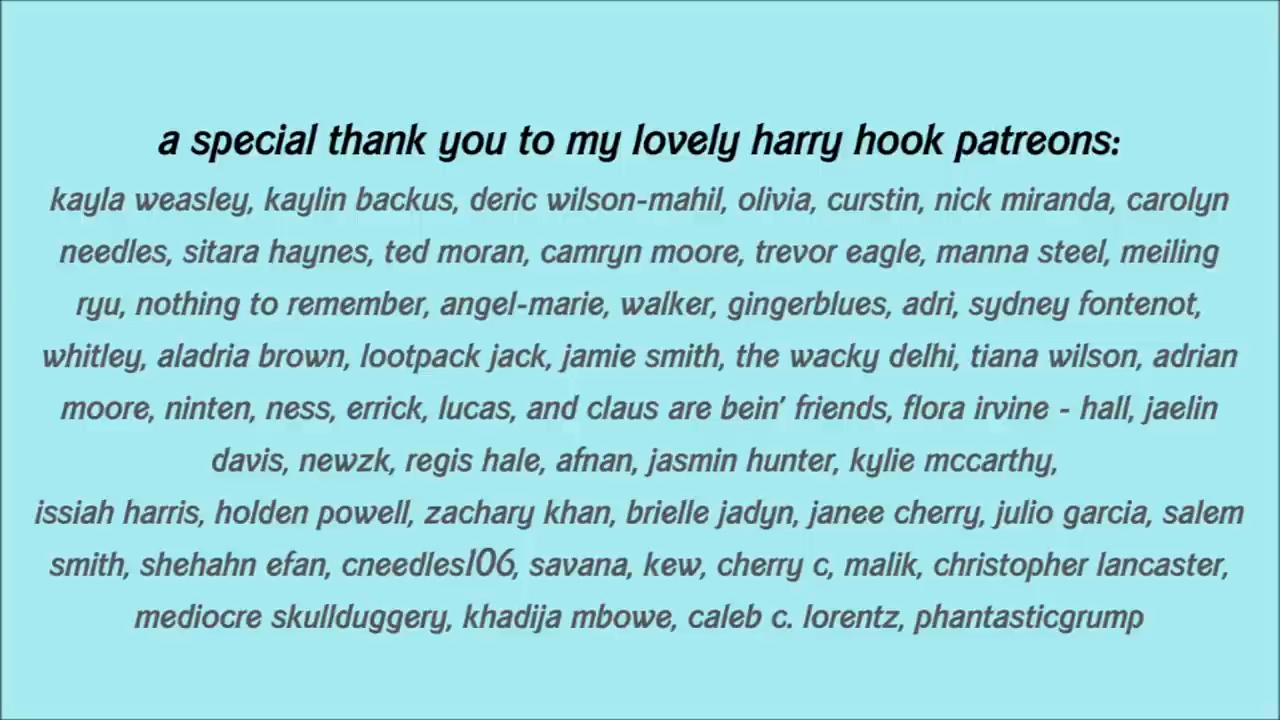 a special thank you to my lovely harry hook patreons:
kayla weasley, kaylin backus, deric wilson-mahil, olivia, curstin, nick miranda, carolyn
needles, sitara haynes, ted moran, camryn moore, trevor eagle, manna steel, meiling
ryu, nothing to remember, angel-marie, walker, gingerblues, adri, sydney fontenot,
whitley, aladria brown, lootpack jack, jamie smith, the wacky delhi, tiana wilson, adrian
moore, ninten, ness, errick, lucas, and claus are bein' friends, flora irvine - hall, jaelin
davis, newzk, regis hale, afnan, jasmin hunter, kylie mccarthy,
issiah harris, holden powell, zachary khan, brielle jadyn, janee cherry, julio garcia, salem
smith, shehahn efan, cneedles106, savana, kew, cherry c, malik, christopher lancaster,
mediocre skullduggery, khadija mbowe, caleb c. lorentz, phantasticgrump